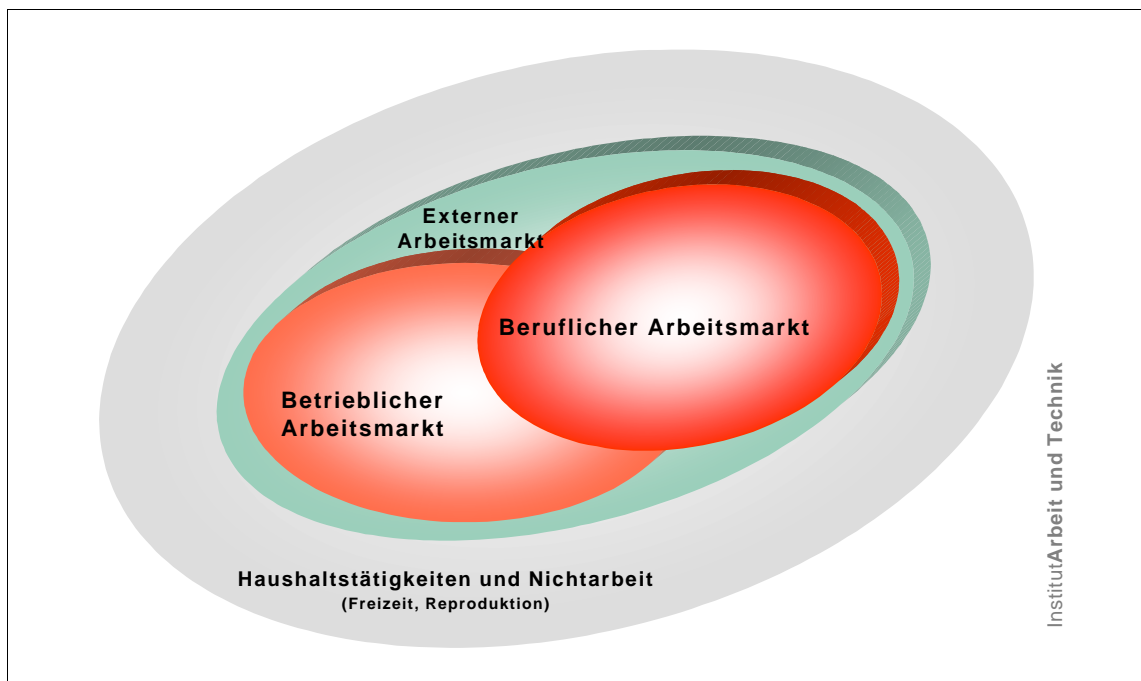 Externer
Arbeitsmarkt
Beruflicher Arbeitsmarkt
Betrieblicher
Arbeitsmarkt
Haushaltstätigkeiten und Nichtarbeit
(Freizeit, Reproduktion)
InstitutArbeit und Technik